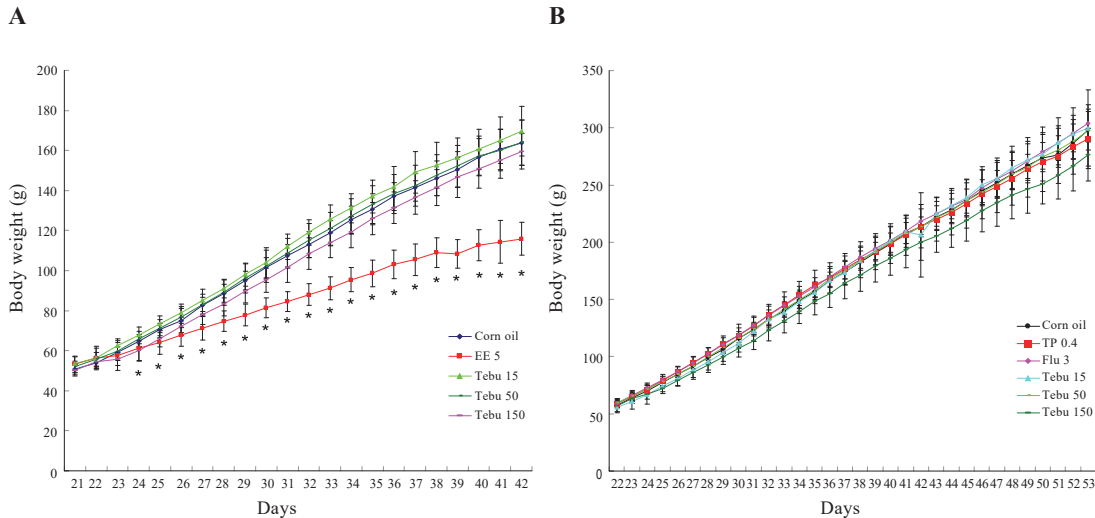 A
Body weight (g)
200
180
160
140
120
100
80
60
40
20
0
* * * * * * * * * * * * * * * * * * *
Corn oil
EE 5
Tebu 15
Tebu 50
Tebu 150
21 22 23 24 25 26 27 28 29 30 31 32 33 34 35 36 37 38 39 40 41 42
Days
B
Body weight (g)
350
300
250
200
150
100
50
0
Corn oil
TP 0.4
Flu 3
Tebu 15
Tebu 50
Tebu 150
22 23 24 25 26 27 28 29 30 31 32 33 34 35 36 37 38 39 40 41 42 43 44 45 46 47 48 49 50 51 52 53
Days